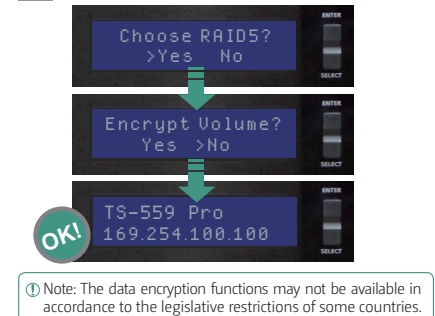 Choose RAID5?
>Yes No
ENTER
SELECT
Encrypt Volume?
Yes >No
ENTER
SELECT
OK!
TS-559 Pro
169.254.100.100
ENTER
SELECT
Note: The data encryption functions may not be available in
accordance to the legislative restrictions of some countries.